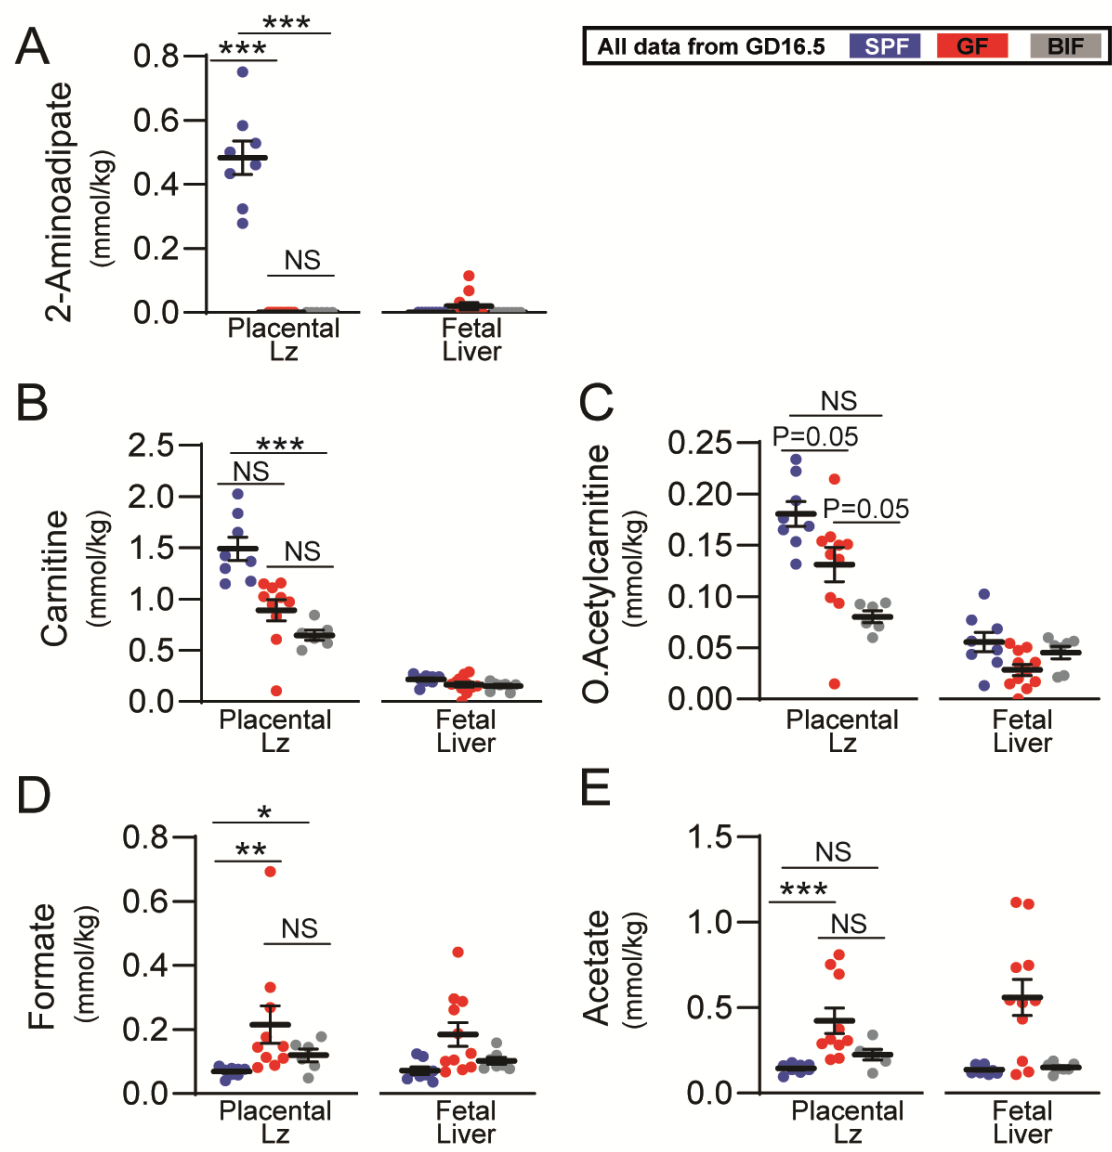 A
***
***
All data from GD16.5 SPF GF BIF
2-Aminoadipate
(mmol/kg)
0.8
0.6
0.4
0.2
0.0
NS
Placental
Lz
Fetal
Liver
B
Carnitine
(mmol/kg)
2.5
2.0
1.5
1.0
0.5
0.0
***
NS
NS
Placental
Lz
Fetal
Liver
C
O.Acetylcarnitine
(mmol/kg)
0.25
0.20
0.15
0.10
0.05
0.00
NS
P=0.05
P=0.05
Placental
Lz
Fetal
Liver
D
Formate
(mmol/kg)
0.8
0.6
0.4
0.2
0.0
*
**
NS
Placental
Lz
Fetal
Liver
E
Acetate
(mmol/kg)
1.5
1.0
0.5
0.0
NS
***
NS
Placental
Lz
Fetal
Liver